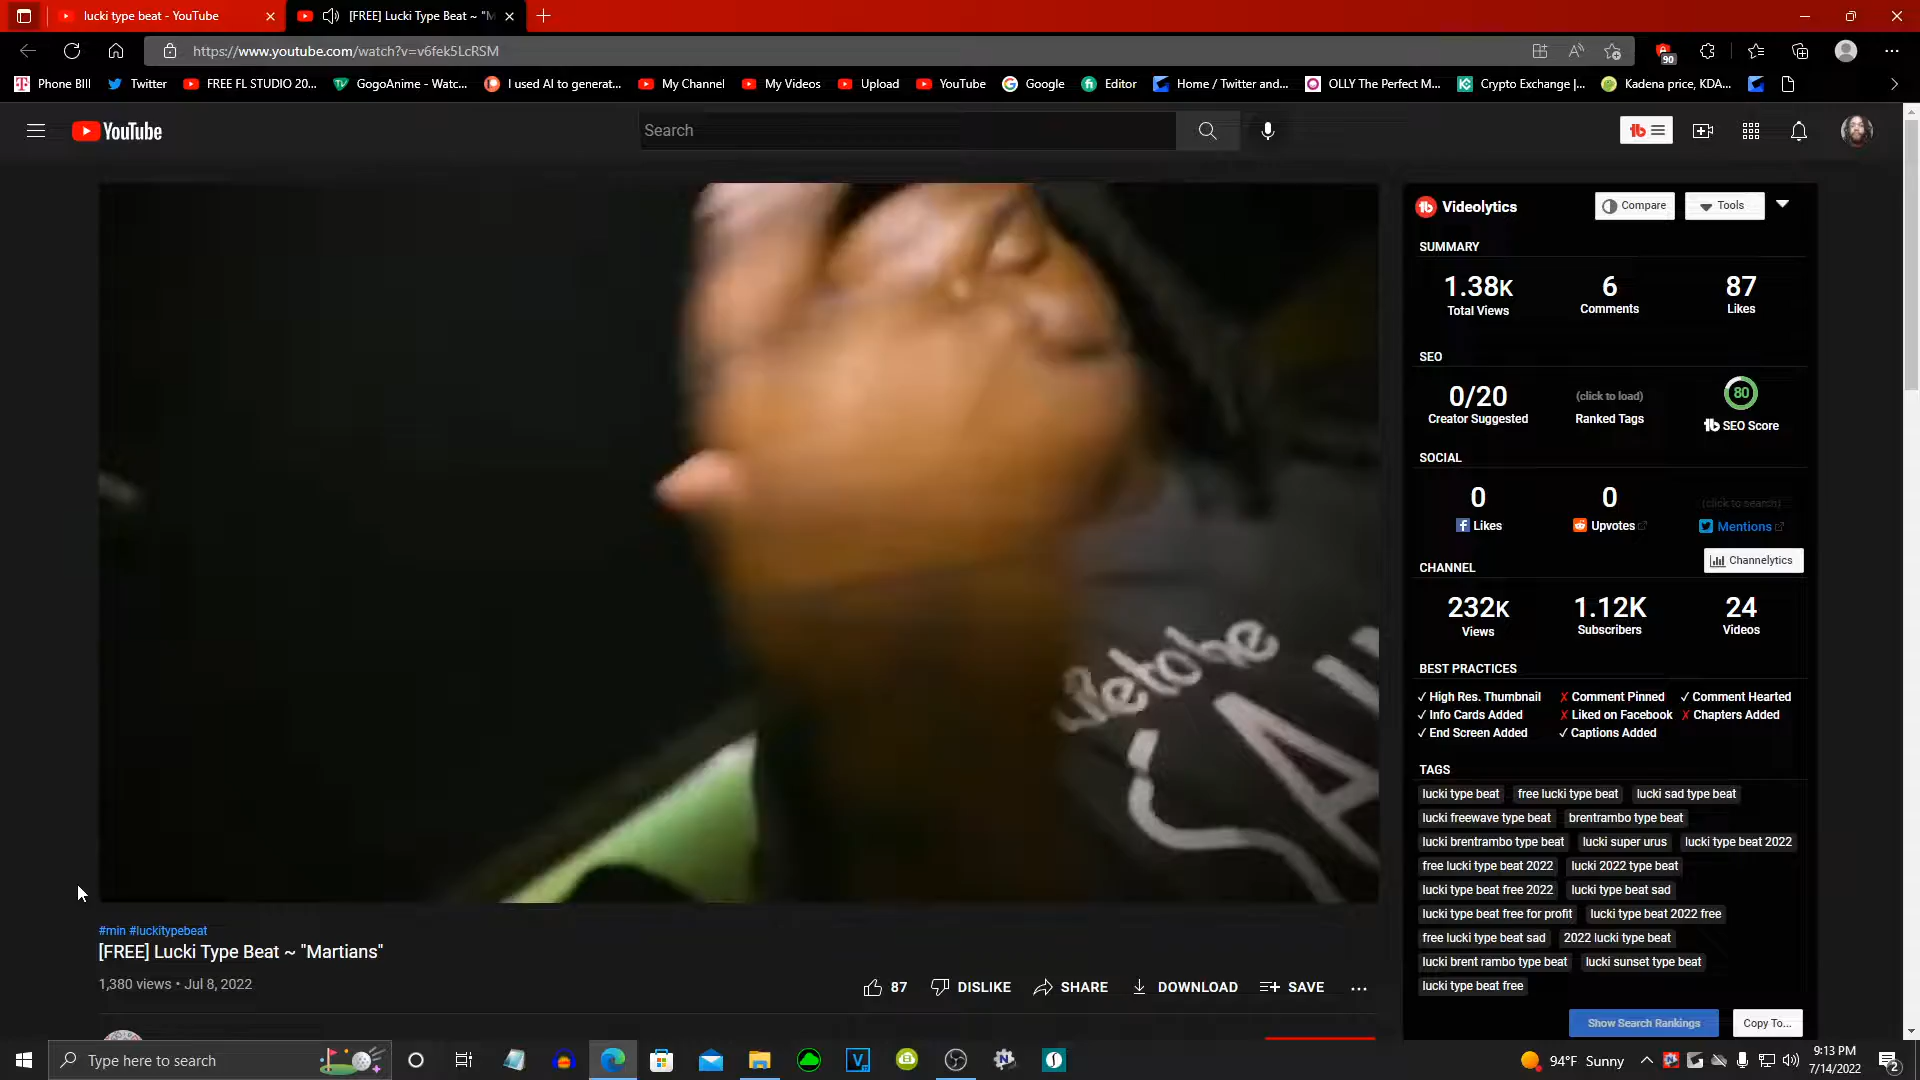 lucki type beat - YouTube
[FREE] Lucki Type Beat ~ "M
https://www.youtube.com/watch?v=v6fek5LcRSM
90
Phone Bill
Twitter
FREE FL STUDIO 20...
GogoAnime - Watc...
I used AI to generat...
My Channel
My Videos
Upload
YouTube
Google
Editor
Home / Twitter and...
OLLY The Perfect M...
Crypto Exchange |...
Kadena price, KDA...
YouTube
Search
Videolytics
Compare
Tools
SUMMARY
1.38K
6
87
Total Views
Comments
Likes
SEO
0/20
(click to load)
80
Creator Suggested
Ranked Tags
SEO Score
SOCIAL
0
0
(click to search)
Likes
Upvotes
Mentions
CHANNEL
Channelytics
232K
1.12K
24
Views
Subscribers
Videos
BEST PRACTICES
✓ High Res. Thumbnail ✗ Comment Pinned ✓ Comment Hearted
✓ Info Cards Added ✗ Liked on Facebook ✗ Chapters Added
✓ End Screen Added ✓ Captions Added
TAGS
lucki type beat free lucki type beat lucki sad type beat
lucki freewave type beat brentrambo type beat
lucki brentrambo type beat lucki super urus lucki type beat 2022
free lucki type beat 2022 lucki 2022 type beat
lucki type beat free 2022 lucki type beat sad
lucki type beat free for profit lucki type beat 2022 free
free lucki type beat sad 2022 lucki type beat
lucki brent rambo type beat lucki sunset type beat
lucki type beat free
Show Search Rankings
Copy To...
#min #luckitypebeat
[FREE] Lucki Type Beat ~ "Martians"
1,380 views • Jul 8, 2022
87
DISLIKE
SHARE
DOWNLOAD
SAVE
Type here to search
94°F Sunny
9:13 PM
7/14/2022
2